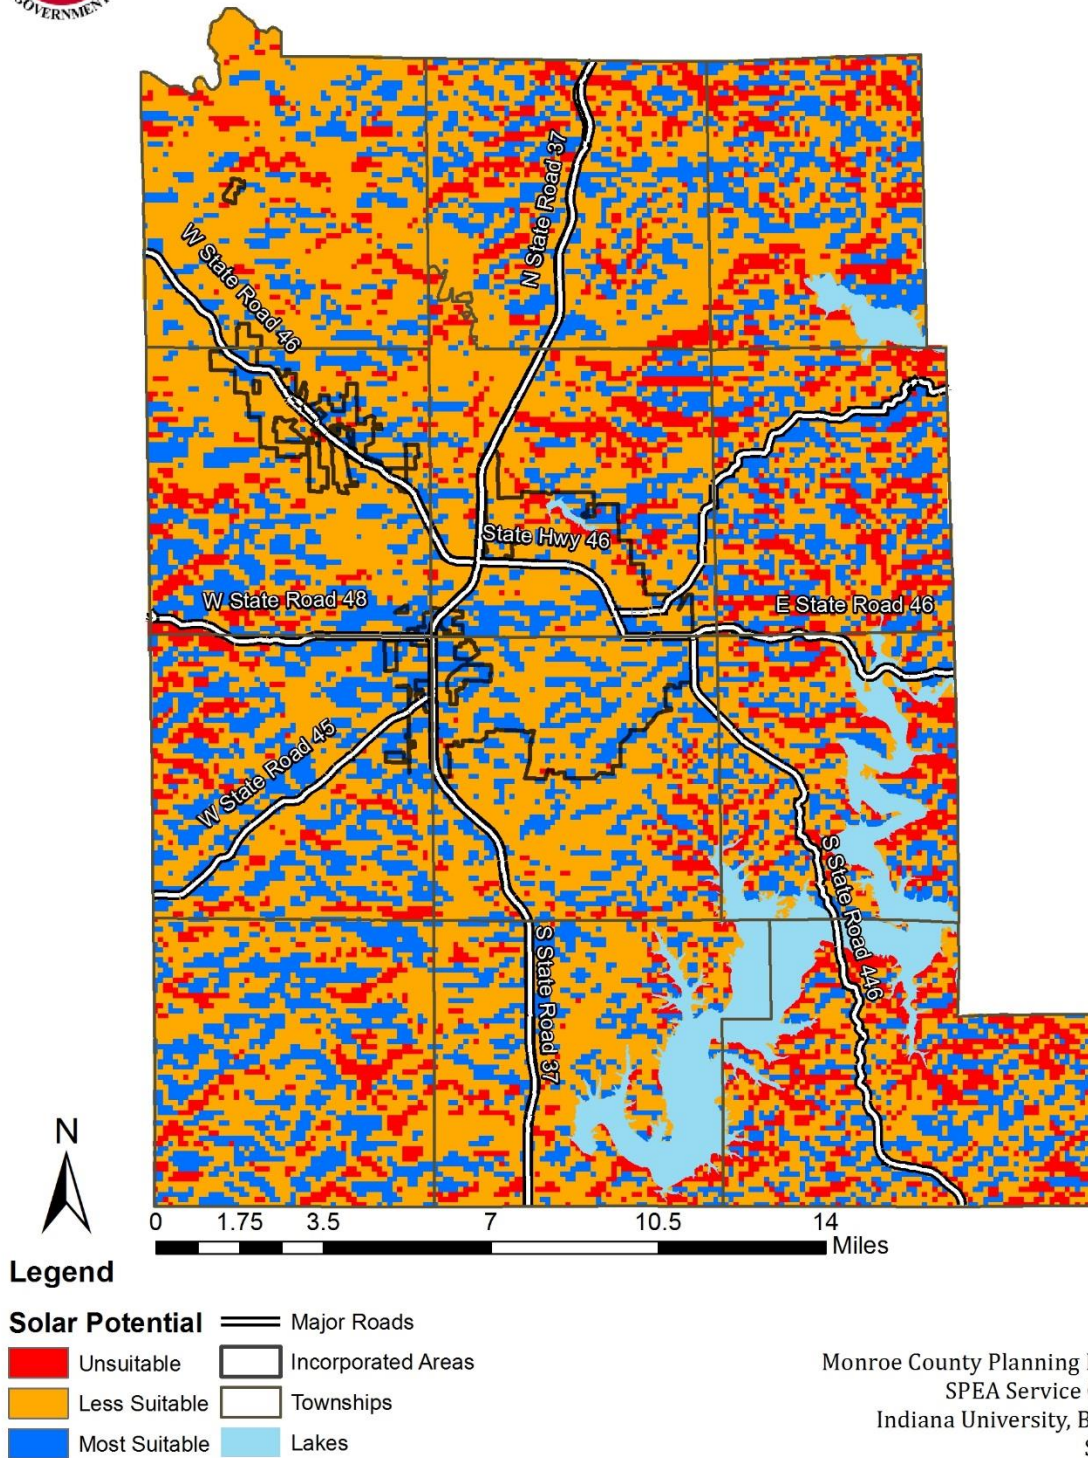 GOVERNMENT
N State Road 37
W State Road 46
State Hwy 46
W State Road 48
E State Road 46
W State Road 45
S State Road 446
S State Road 37
N
0 1.75 3.5 7 10.5 14
Miles
Legend
Solar Potential
Unsuitable
Less Suitable
Most Suitable
Major Roads
Incorporated Areas
Townships
Lakes
Monroe County Planning
SPEA Service
Indiana University, B
S